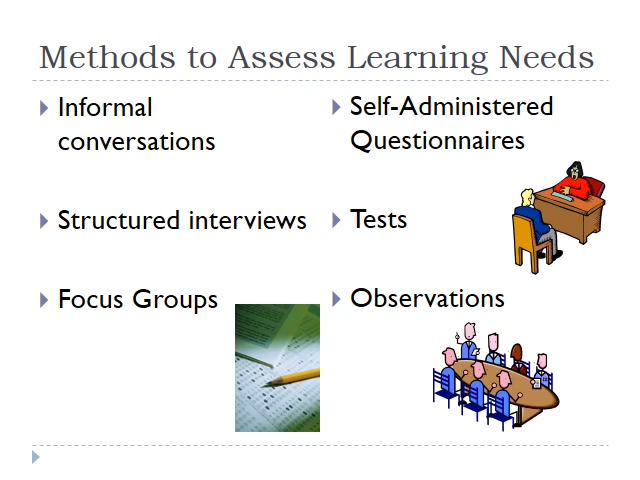 Methods to Assess Learning Needs
Informal
conversations
Structured interviews
Focus Groups
Self-Administered
Questionnaires
Tests
Observations